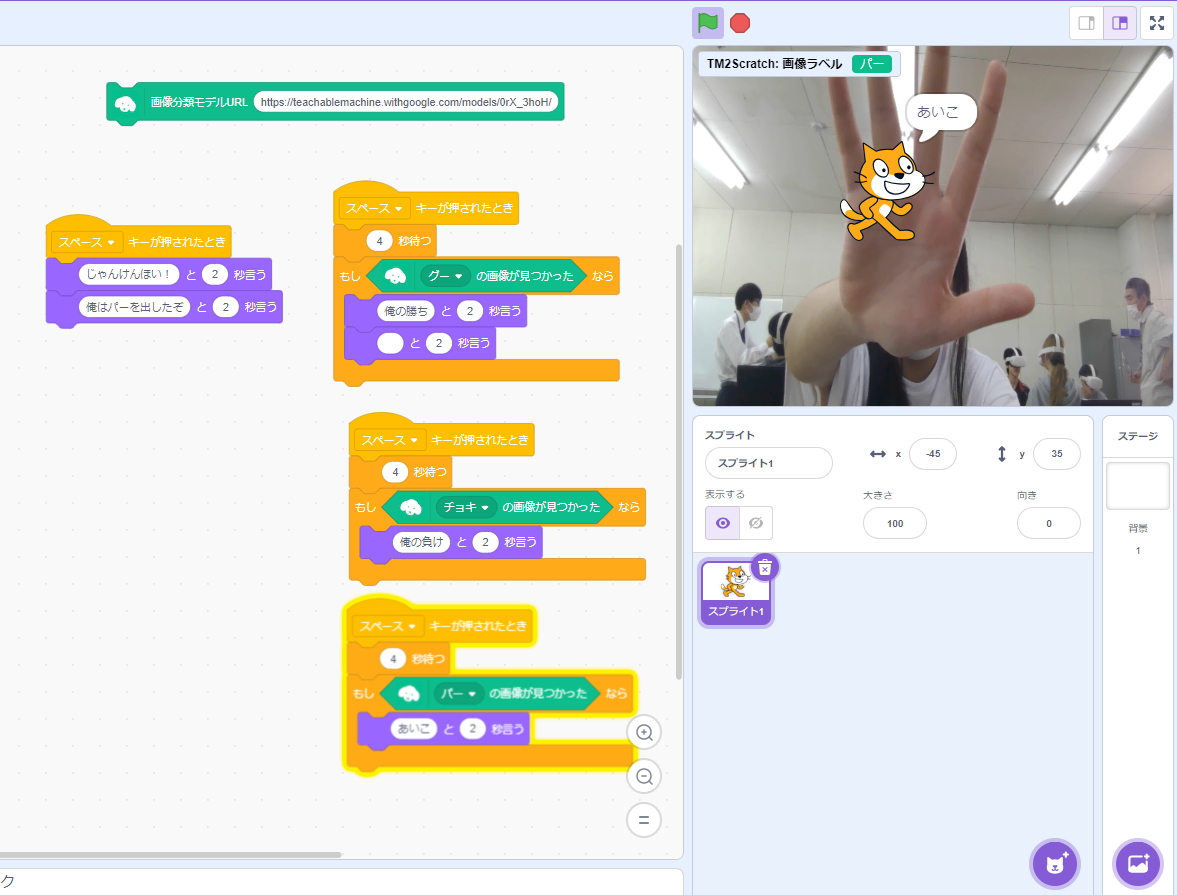 画像分類モデルURL https://teachablemachine.withgoogle.com/models/0rX_3hoH/
スペース キーが押されたとき
じゃんけんほい！ と 2 秒言う
俺はパーを出したぞ と 2 秒言う
スペース キーが押されたとき
4 秒待つ
もし グー の画像が見つかった なら
俺の勝ち と 2 秒言う
と 2 秒言う
スペース キーが押されたとき
4 秒待つ
もし チョキ の画像が見つかった なら
俺の負け と 2 秒言う
スペース キーが押されたとき
4 秒待つ
もし パー の画像が見つかった なら
あいこ と 2 秒言う
ク
TM2Scratch: 画像ラベル パー
あいこ
スプライト
スプライト1
x -45
y 35
表示する
大きさ
100
向き
0
スプライト1
ステージ
背景
1